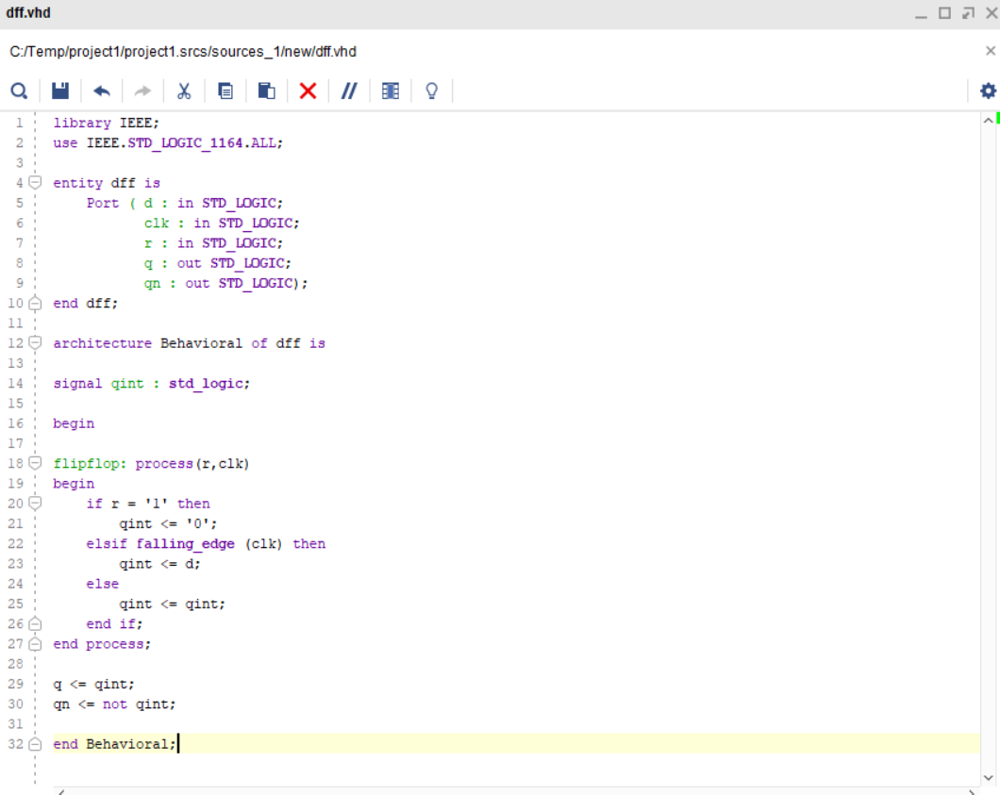 dff.vhd
C:/Temp/project1/project1.srcs/sources_1/new/dff.vhd
1 library IEEE;
2 use IEEE.STD_LOGIC_1164.ALL;
3
4 entity dff is
5     Port ( d : in STD_LOGIC;
6            clk : in STD_LOGIC;
7            r : in STD_LOGIC;
8            q : out STD_LOGIC;
9            qn : out STD_LOGIC);
10 end dff;
11
12 architecture Behavioral of dff is
13
14 signal qint : std_logic;
15
16 begin
17
18 flipflop: process(r,clk)
19 begin
20     if r = '1' then
21         qint <= '0';
22     elsif falling_edge (clk) then
23         qint <= d;
24     else
25         qint <= qint;
26     end if;
27 end process;
28
29 q <= qint;
30 qn <= not qint;
31
32 end Behavioral;